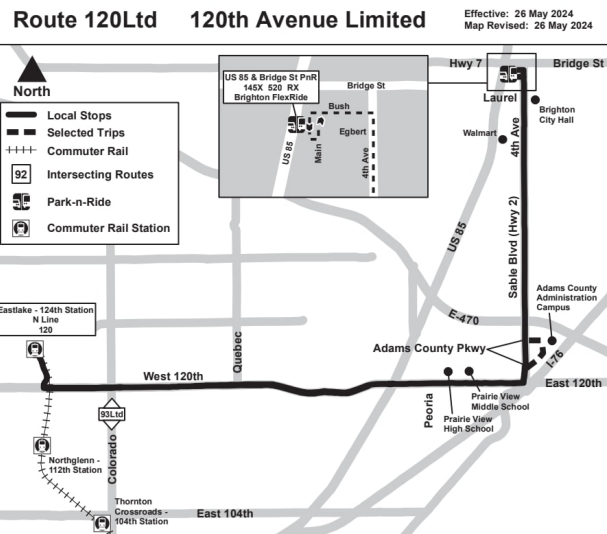 Route 120Ltd 120th Avenue Limited
Effective: 26 May 2024
Map Revised: 26 May 2024
North
Local Stops
Selected Trips
Commuter Rail
92 Intersecting Routes
Park-n-Ride
Commuter Rail Station
US 85 & Bridge St PnR
145X 520 RX
Brighton FlexRide
Bridge St
Bush
Egbert
US 85
Main
4th Ave
Hwy 7
Bridge St
Laurel
Brighton
City Hall
Walmart
4th Ave
US 85
Sable Blvd (Hwy 2)
E-470
Adams County
Administration
Campus
Adams County Pkwy
I-76
Eastlake - 124th Station
N Line
120
Quebec
West 120th
East 120th
Peoria
Prairie View
Middle School
Prairie View
High School
93Ltd
Colorado
Northglenn -
112th Station
Thornton
Crossroads -
104th Station
East 104th